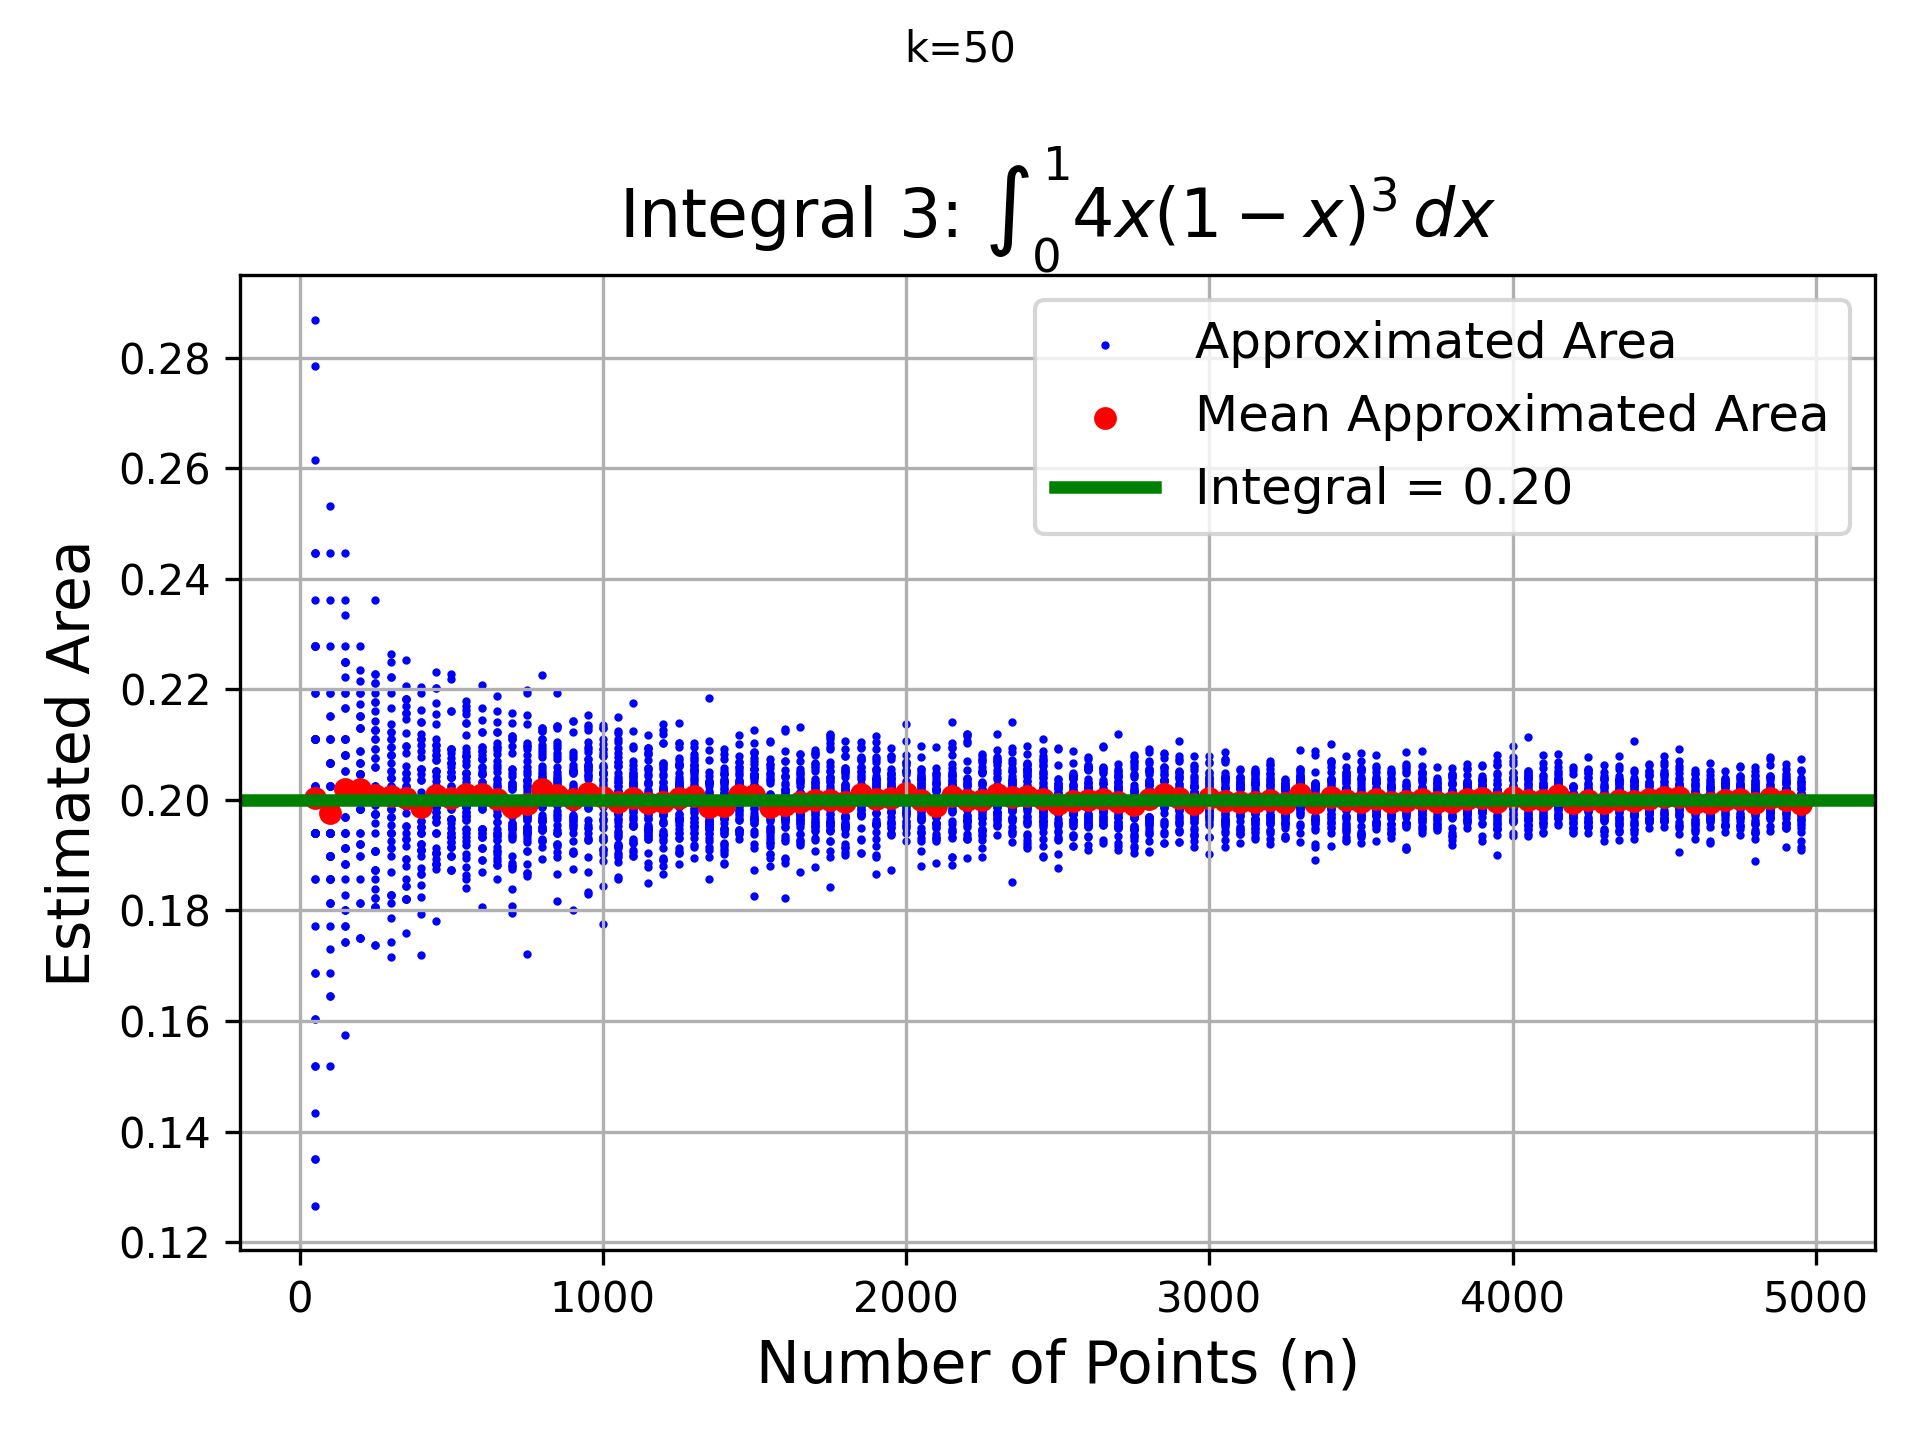 k=50
Integral 3: ∫₀¹ 4x(1 − x)³ dx
Approximated Area
Mean Approximated Area
Integral = 0.20
Estimated Area
0.28
0.26
0.24
0.22
0.20
0.18
0.16
0.14
0.12
0 1000 2000 3000 4000 5000
Number of Points (n)